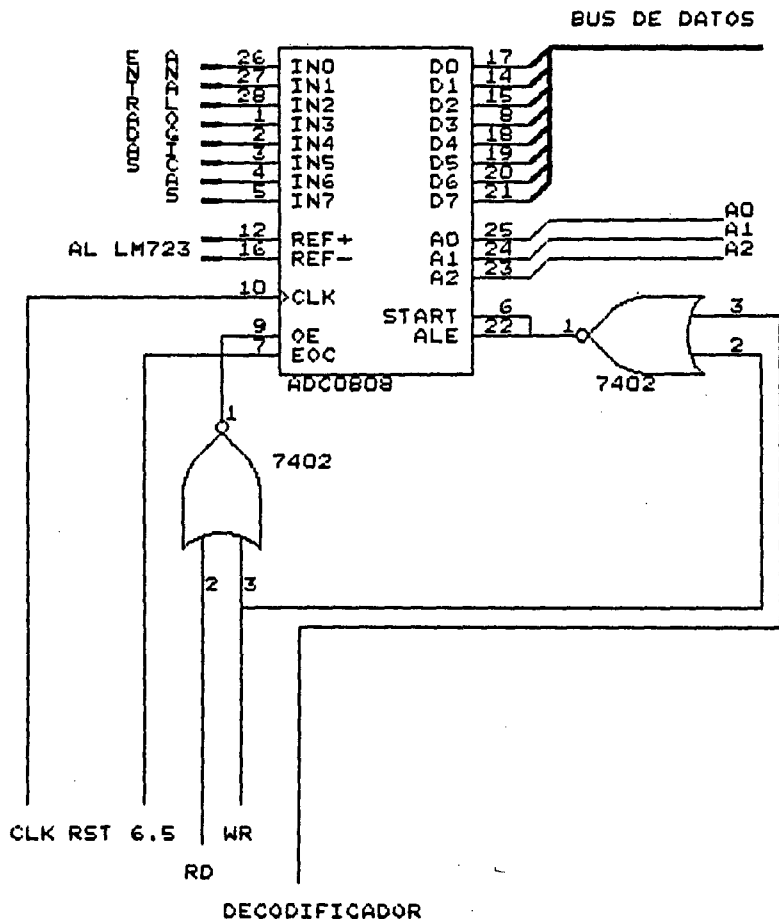 BUS DE DATOS
ENTRADAS
ANALOGICAS
26 IN0 D0 17
27 IN1 D1 14
28 IN2 D2 15
1 IN3 D3 8
2 IN4 D4 18
3 IN5 D5 19
4 IN6 D6 20
5 IN7 D7 21
12 REF+ A0 25 A0
AL LM723 16 REF- A1 24 A1
A2 23 A2
10 CLK
START 6 3
9 OE ALE 22 1
7 EOC 2
ADC0808 7402
1
7402
2 3
CLK RST 6.5 WR
RD
DECODIFICADOR